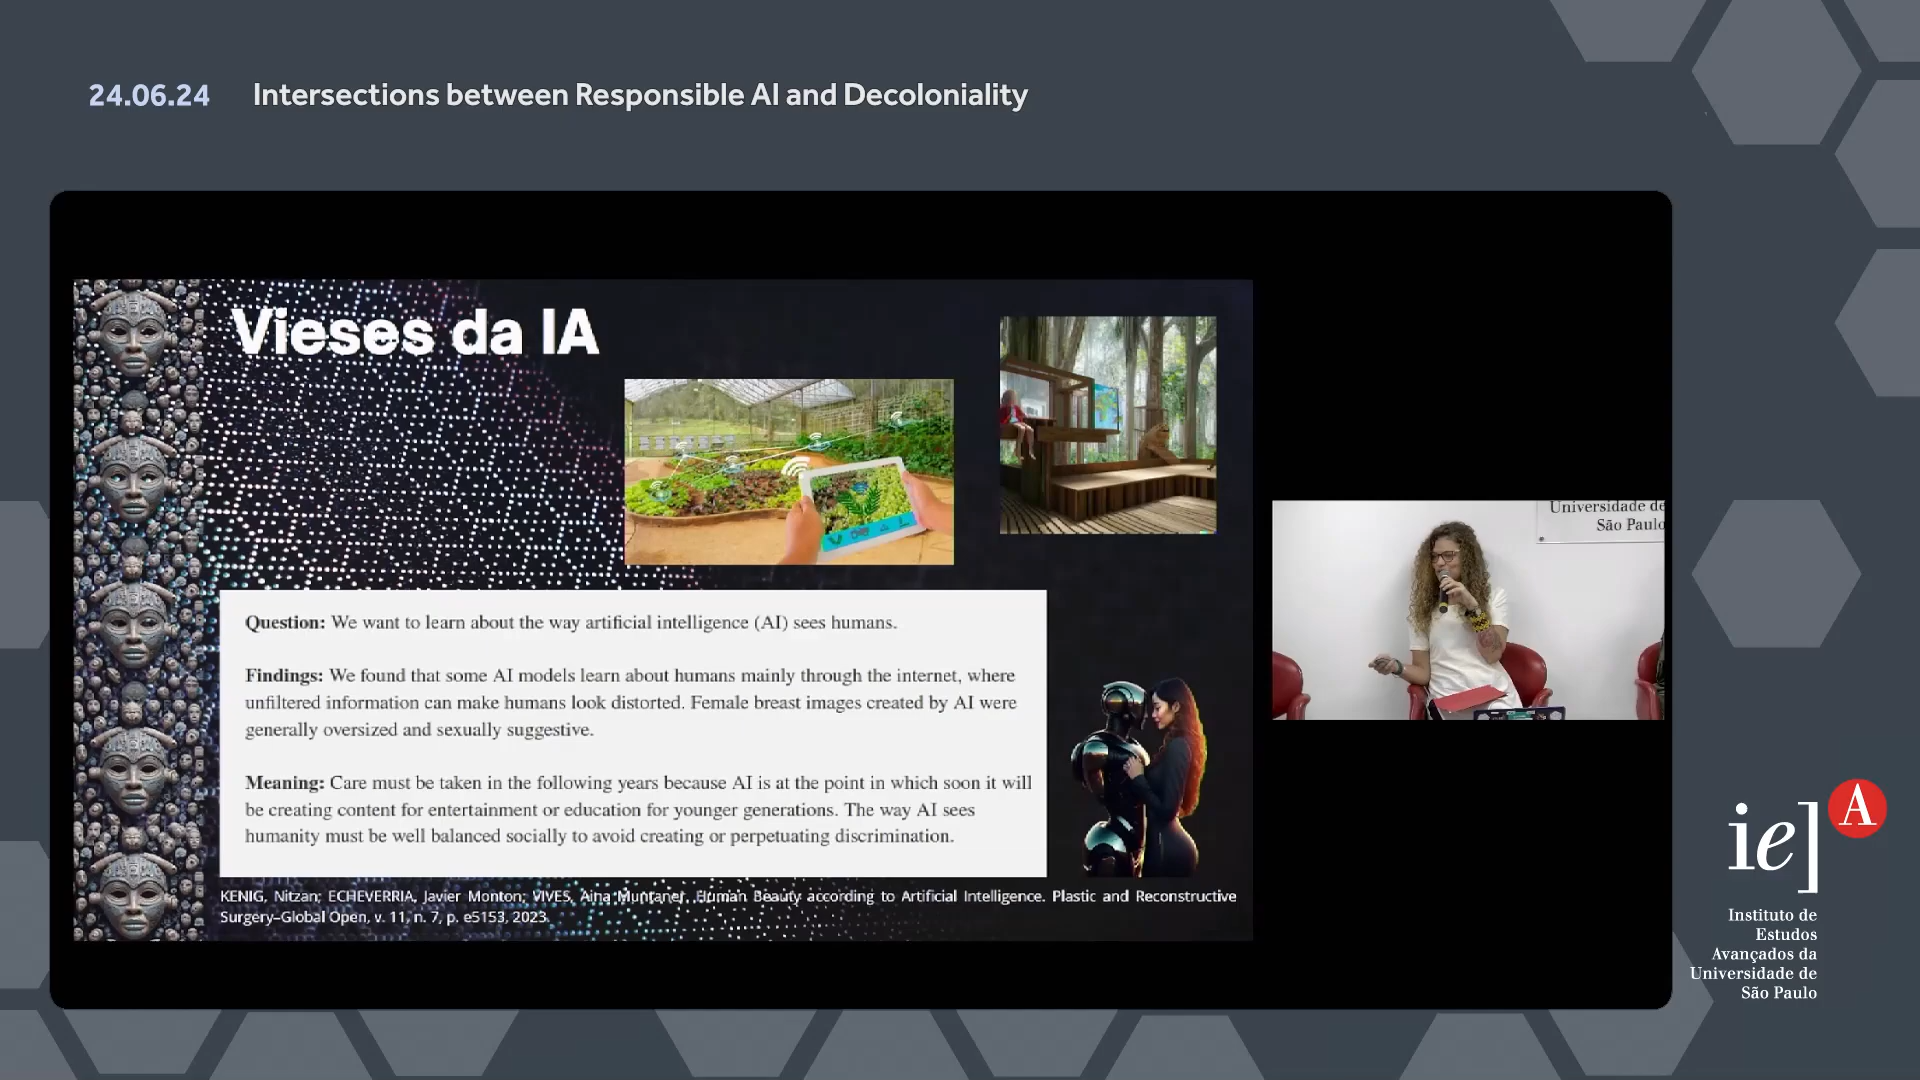 24.06.24 Intersections between Responsible AI and Decoloniality
Vieses da IA
Question: We want to learn about the way artificial intelligence (AI) sees humans.
Findings: We found that some AI models learn about humans mainly through the internet, where
unfiltered information can make humans look distorted. Female breast images created by AI were
generally oversized and sexually suggestive.
Meaning: Care must be taken in the following years because AI is at the point in which soon it will
be creating content for entertainment or education for younger generations. The way AI sees
humanity must be well balanced socially to avoid creating or perpetuating discrimination.
KENIG, Nitzan; ECHEVERRIA, Javier Monton; VIVES, Aina Muntaner. Human Beauty according to Artificial Intelligence. Plastic and Reconstructive
Surgery–Global Open, v. 11, n. 7, p. e5153, 2023.
Universidade de
São Paulo
ie] A
Instituto de
Estudos
Avançados da
Universidade de
São Paulo